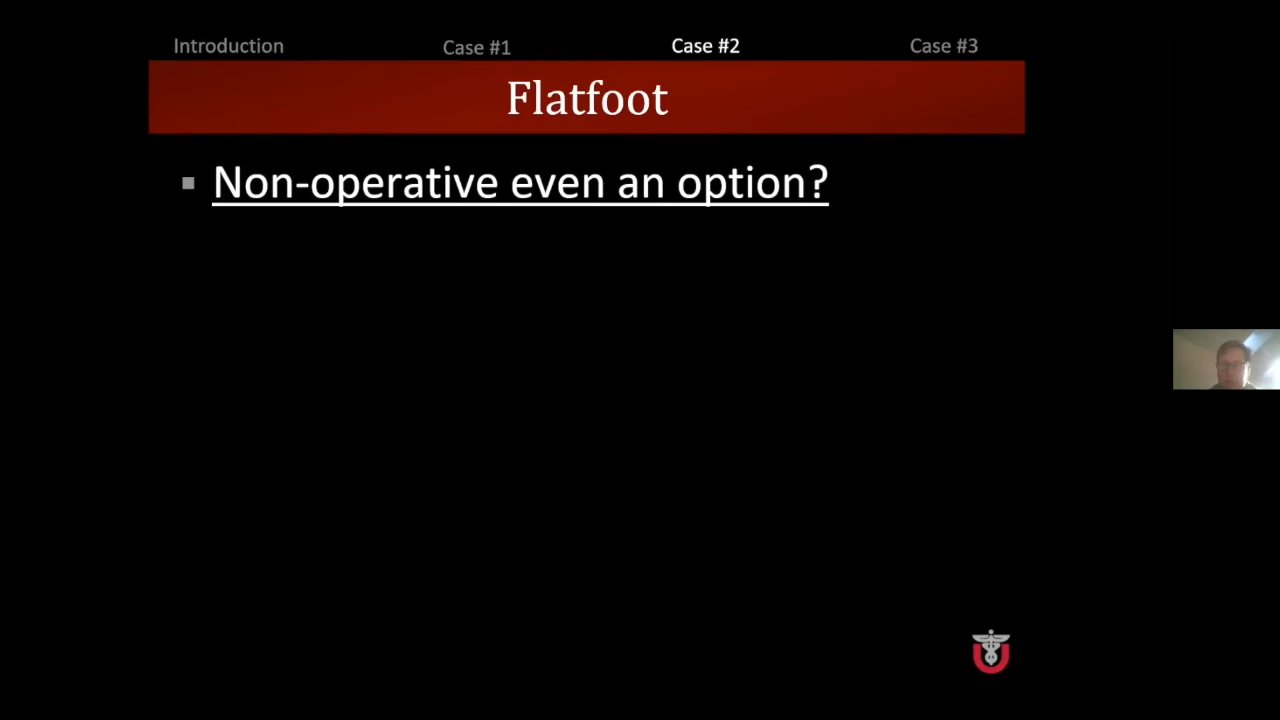 Introduction
Case #1
Case #2
Case #3
Flatfoot
Non-operative even an option?
U